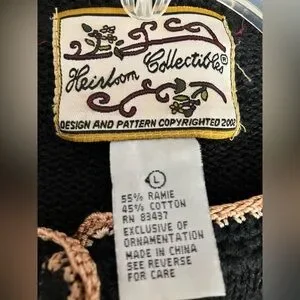 Heirloom Collectibles®
DESIGN AND PATTERN COPYRIGHTED 2002
L
55% RAMIE
45% COTTON
RN 83437
EXCLUSIVE OF
ORNAMENTATION
MADE IN CHINA
SEE REVERSE
FOR CARE